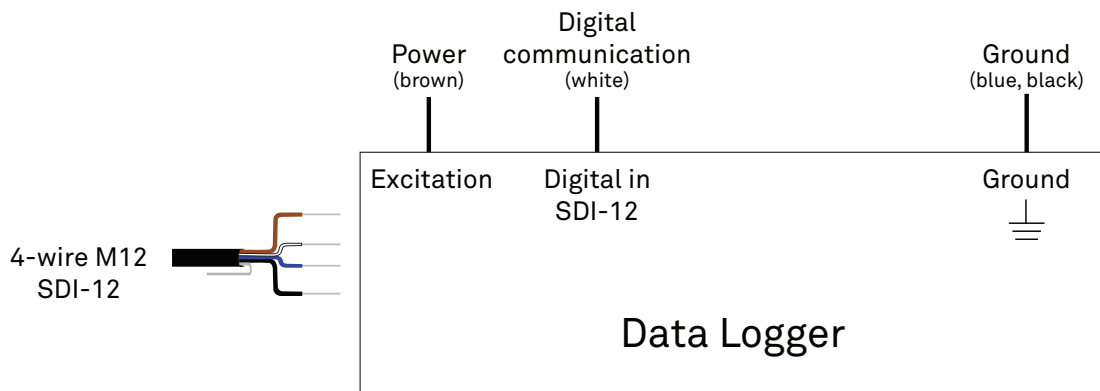 Power
(brown)
Digital
communication
(white)
Ground
(blue, black)
Excitation
Digital in
SDI-12
Ground
4-wire M12
SDI-12
Data Logger